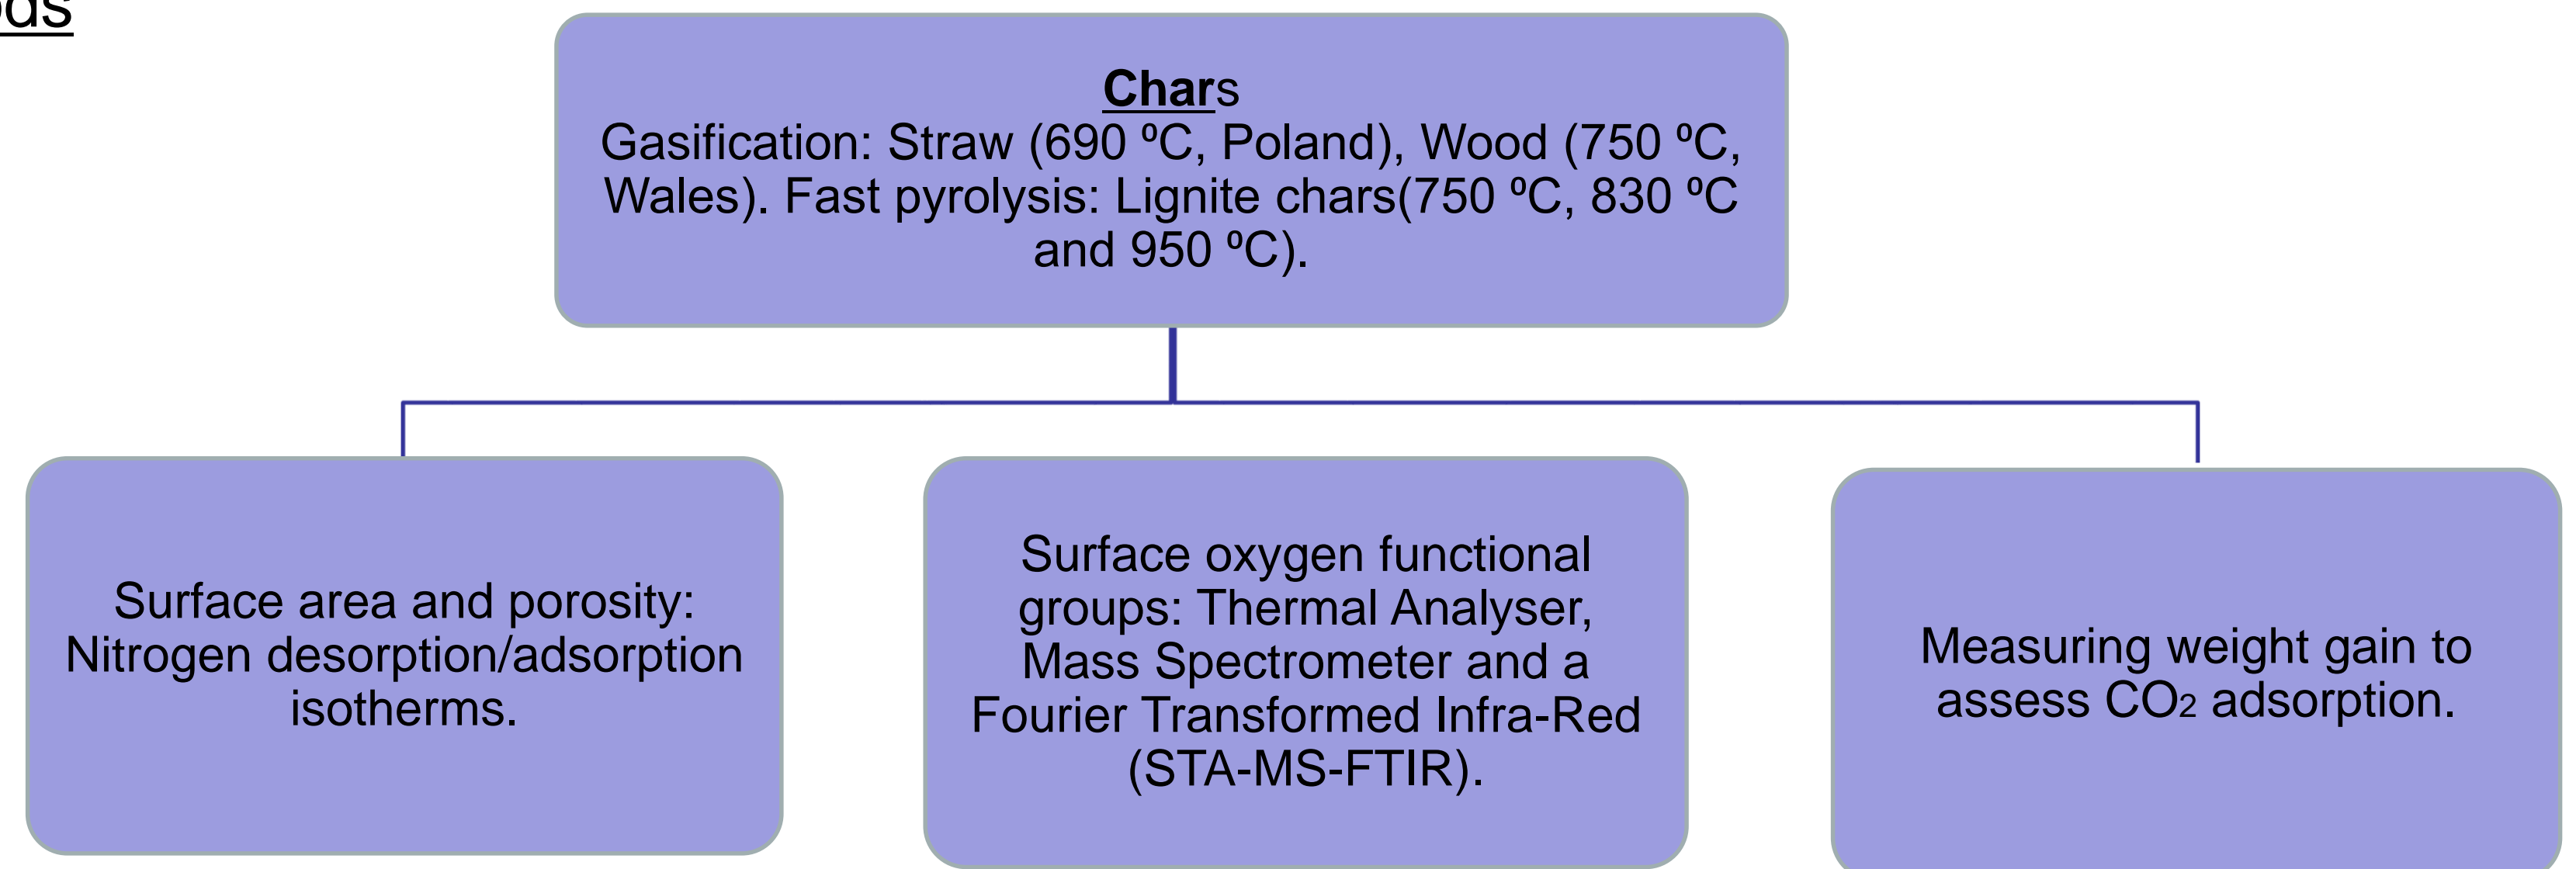 Chars
Gasification: Straw (690 ºC, Poland), Wood (750 ºC,
Wales). Fast pyrolysis: Lignite chars(750 ºC, 830 ºC
and 950 ºC).
Surface area and porosity:
Nitrogen desorption/adsorption
isotherms.
Surface oxygen functional
groups: Thermal Analyser,
Mass Spectrometer and a
Fourier Transformed Infra-Red
(STA-MS-FTIR).
Measuring weight gain to
assess CO₂ adsorption.